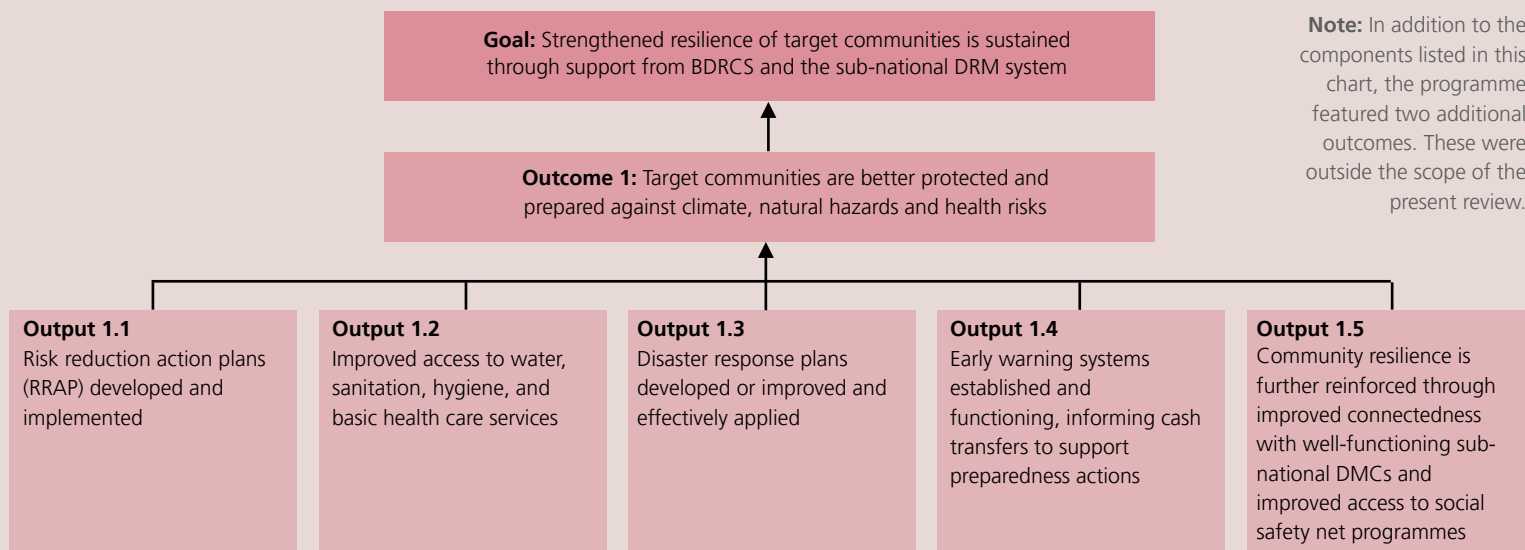 Goal: Strengthened resilience of target communities is sustained
through support from BDRCS and the sub-national DRM system
Note: In addition to the
components listed in this
chart, the programme
featured two additional
outcomes. These were
outside the scope of the
present review.
Outcome 1: Target communities are better protected and
prepared against climate, natural hazards and health risks
Output 1.1
Risk reduction action plans
(RRAP) developed and
implemented
Output 1.2
Improved access to water,
sanitation, hygiene, and
basic health care services
Output 1.3
Disaster response plans
developed or improved and
effectively applied
Output 1.4
Early warning systems
established and
functioning, informing cash
transfers to support
preparedness actions
Output 1.5
Community resilience is
further reinforced through
improved connectedness
with well-functioning sub-
national DMCs and
improved access to social
safety net programmes